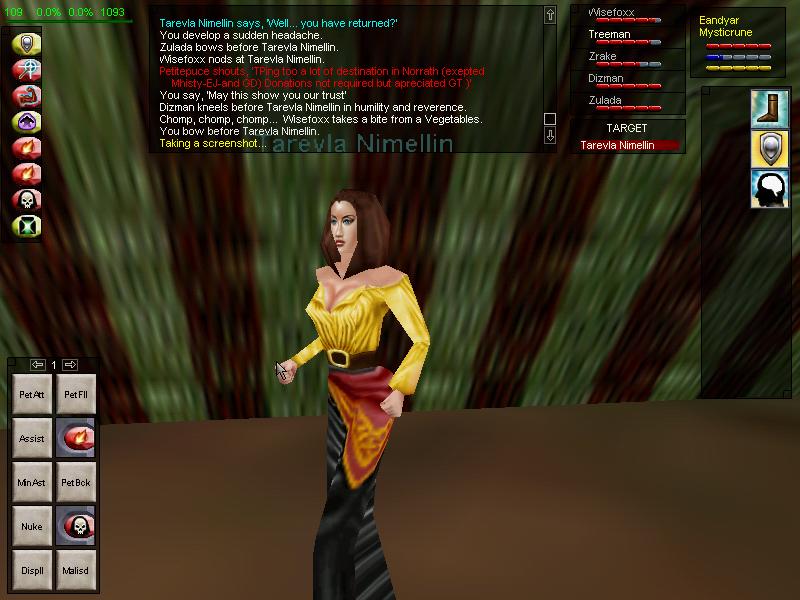 109 0.0% 0.0% 1093
Tarevla Nimellin says, 'Well... you have returned?'
You develop a sudden headache.
Zulada bows before Tarevla Nimellin.
Wisefoxx nods at Tarevla Nimellin.
Petitepuce shouts, 'TPing too a lot of destination in Norrath (exepted
Mhisty-EJ-and GD) Donations not required but apreciated GT )'
You say, 'May this show you our trust'
Dizman kneels before Tarevla Nimellin in humility and reverence.
Chomp, chomp, chomp... Wisefoxx takes a bite from a Vegetables.
You bow before Tarevla Nimellin.
Taking a screenshot...
arevla Nimellin
Wisefoxx
Treeman
Zrake
Dizman
Zulada
TARGET
Tarevla Nimellin
Eandyar
Mysticrune
1
PetAtt
PetFll
Assist
MinAst
PetBck
Nuke
Displl
Malisd